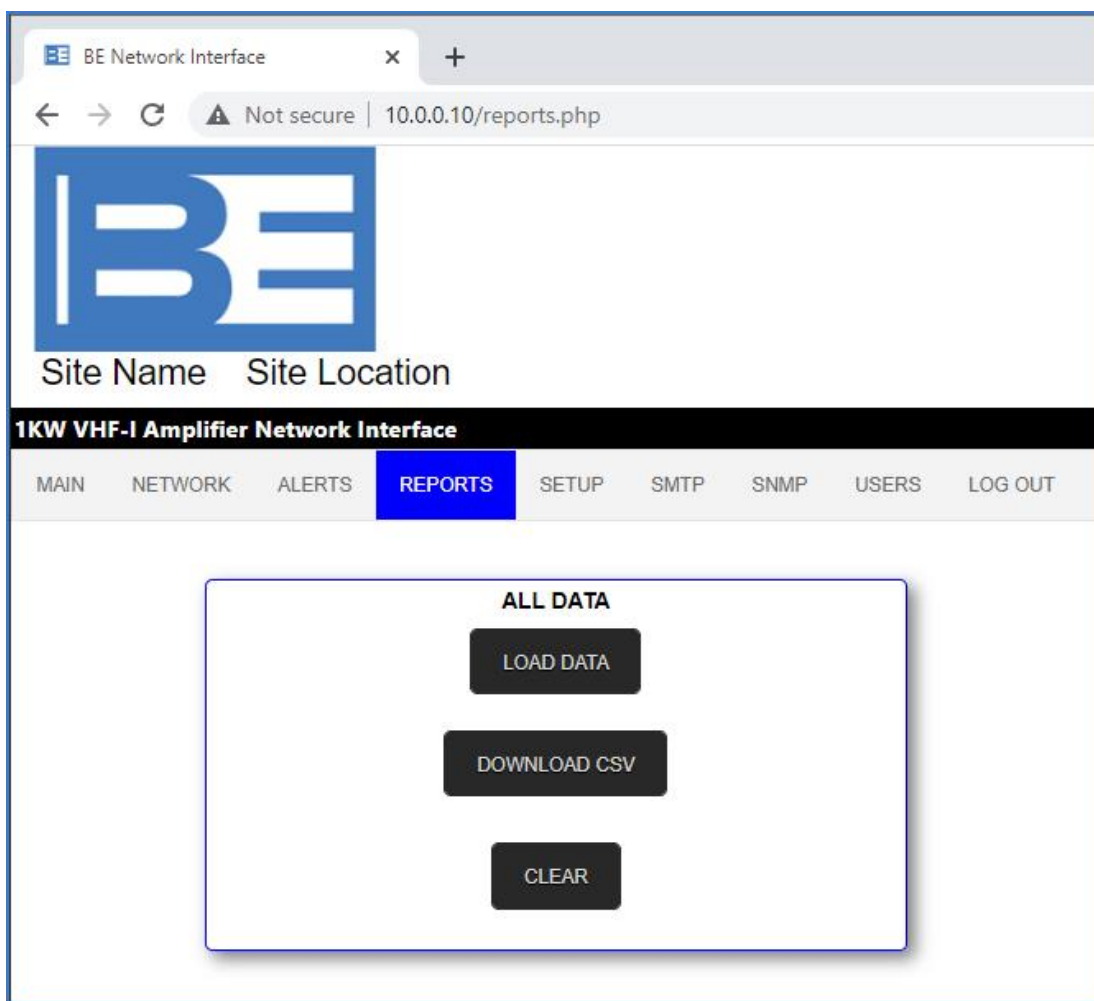 BE BE Network Interface
Not secure | 10.0.0.10/reports.php
BE
Site Name Site Location
1KW VHF-I Amplifier Network Interface
MAIN NETWORK ALERTS REPORTS SETUP SMTP SNMP USERS LOG OUT
ALL DATA
LOAD DATA
DOWNLOAD CSV
CLEAR